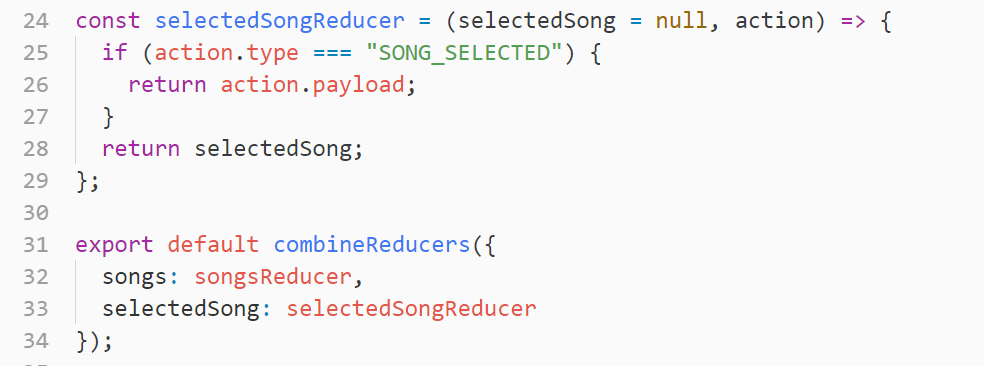 24 const selectedSongReducer = (selectedSong = null, action) => {
25   if (action.type === "SONG_SELECTED") {
26     return action.payload;
27   }
28   return selectedSong;
29 };
30
31 export default combineReducers({
32   songs: songsReducer,
33   selectedSong: selectedSongReducer
34 });